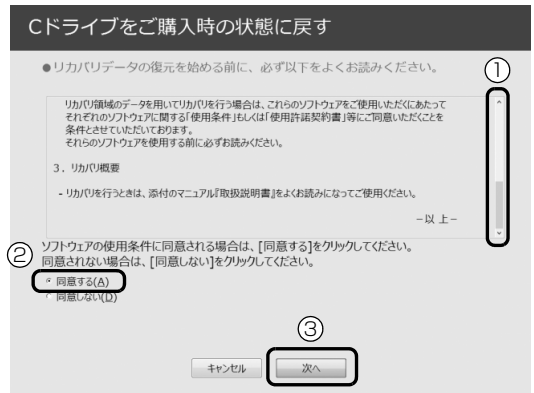 Cドライブをご購入時の状態に戻す
●リカバリデータの復元を始める前に、必ず以下をよくお読みください。
①
リカバリ領域のデータを用いてリカバリを行う場合は、これらのソフトウェアをご使用いただくにあたって
それぞれのソフトウェアに関する「使用条件」もしくは「使用許諾契約書」等にご同意いただくことを
条件とさせていただいております。
それらのソフトウェアを使用する前に必ずお読みください。
3．リカバリ概要
- リカバリを行うときは、添付のマニュアル『取扱説明書』をよくお読みになってご使用ください。
－以 上－
ソフトウェアの使用条件に同意される場合は、[同意する]をクリックしてください。
② 同意されない場合は、[同意しない]をクリックしてください。
同意する(A)
同意しない(D)
③
キャンセル 次へ